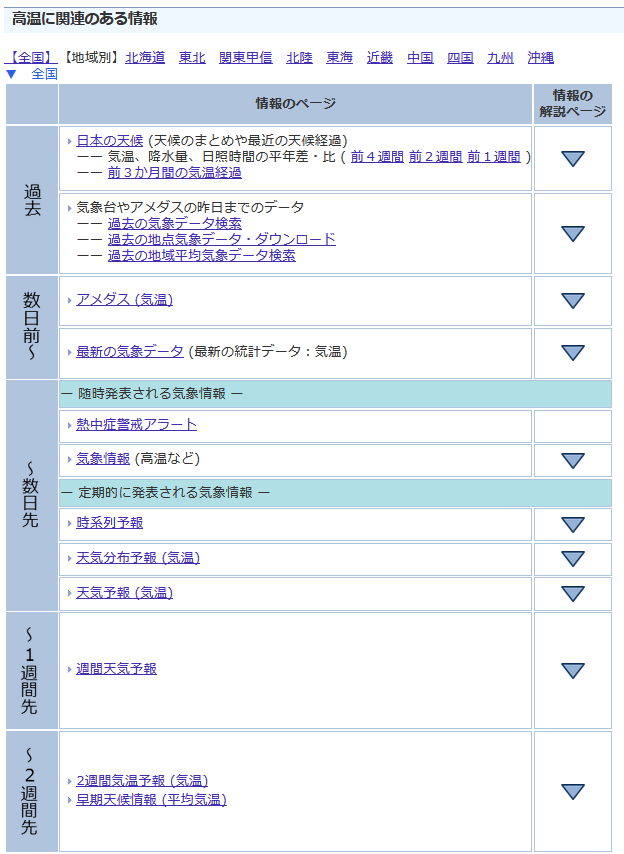 高温に関連のある情報
【全国】【地域別】北海道 東北 関東甲信 北陸 東海 近畿 中国 四国 九州 沖縄
▼ 全国
情報のページ
情報の
解説ページ
過去
日本の天候 (天候のまとめや最近の天候経過)
ーー 気温、降水量、日照時間の平年差・比 ( 前４週間 前２週間 前１週間 )
ーー 前３か月間の気温経過
気象台やアメダスの昨日までのデータ
ーー 過去の気象データ検索
ーー 過去の地点気象データ・ダウンロード
ーー 過去の地域平均気象データ検索
数日前～
アメダス (気温)
最新の気象データ (最新の統計データ：気温)
～数日先
ー 随時発表される気象情報 ー
熱中症警戒アラート
気象情報 (高温など)
ー 定期的に発表される気象情報 ー
時系列予報
天気分布予報 (気温)
天気予報 (気温)
～1週間先
週間天気予報
～2週間先
2週間気温予報 (気温)
早期天候情報 (平均気温)